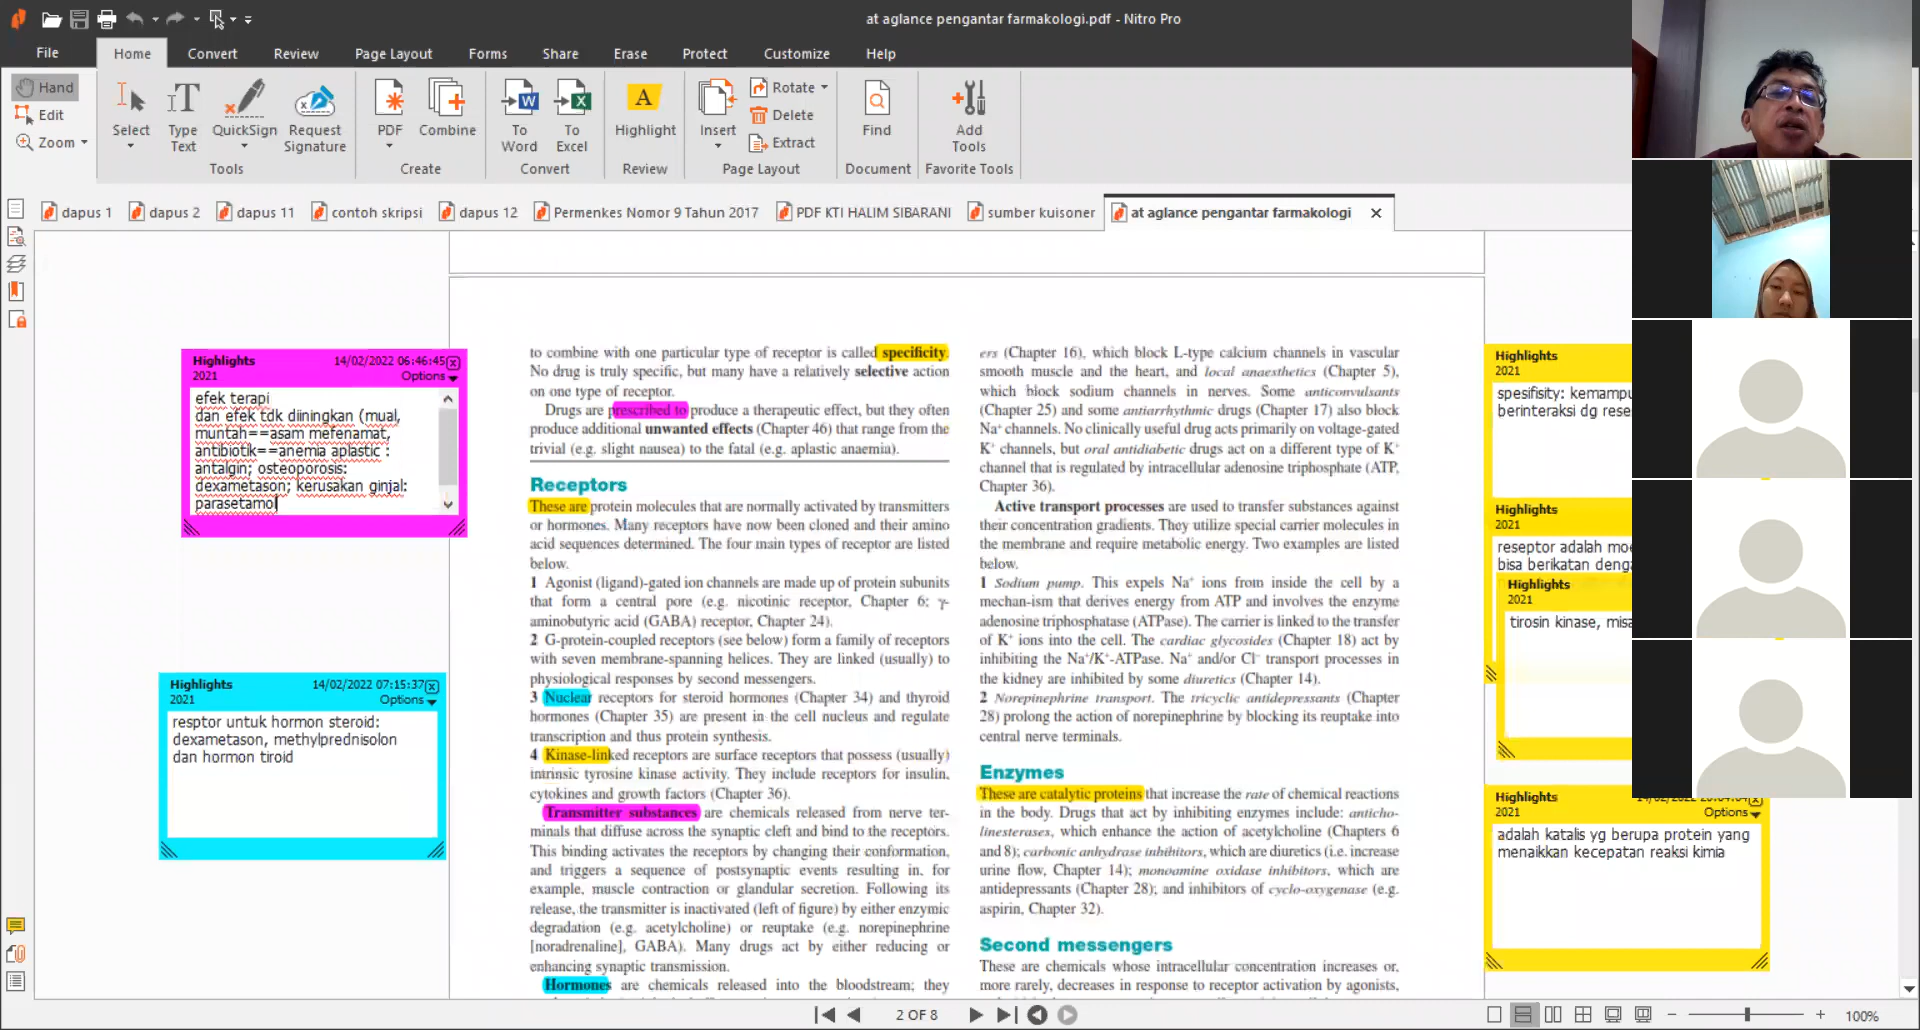 at aglance pengantar farmakologi.pdf - Nitro Pro
File
Home
Convert
Review
Page Layout
Forms
Share
Erase
Protect
Customize
Help
Hand
Edit
Zoom
Select
Type Text
QuickSign
Request Signature
Tools
PDF
Combine
Create
To Word
To Excel
Convert
Highlight
Review
Insert
Rotate
Delete
Extract
Page Layout
Find
Document
Add Tools
Favorite Tools
dapus 1
dapus 2
dapus 11
contoh skripsi
dapus 12
Permenkes Nomor 9 Tahun 2017
PDF KTI HALIM SIBARANI
sumber kuisoner
at aglance pengantar farmakologi
Highlights 14/02/2022 06:46:45
2021 Options
efek terapi
dan efek tdk diiningkan (mual,
muntah==asam mefenamat,
antibiotik==anemia aplastic :
antalgin; osteoporosis:
dexametason; kerusakan ginjal:
parasetamol
Highlights 14/02/2022 07:15:37
2021 Options
resptor untuk hormon steroid:
dexametason, methylprednisolon
dan hormon tiroid
to combine with one particular type of receptor is called specificity.
No drug is truly specific, but many have a relatively selective action
on one type of receptor.
Drugs are prescribed to produce a therapeutic effect, but they often
produce additional unwanted effects (Chapter 46) that range from the
trivial (e.g. slight nausea) to the fatal (e.g. aplastic anaemia).
Receptors
These are protein molecules that are normally activated by transmitters
or hormones. Many receptors have now been cloned and their amino
acid sequences determined. The four main types of receptor are listed
below.
1 Agonist (ligand)-gated ion channels are made up of protein subunits
that form a central pore (e.g. nicotinic receptor, Chapter 6; γ-
aminobutyric acid (GABA) receptor, Chapter 24).
2 G-protein-coupled receptors (see below) form a family of receptors
with seven membrane-spanning helices. They are linked (usually) to
physiological responses by second messengers.
3 Nuclear receptors for steroid hormones (Chapter 34) and thyroid
hormones (Chapter 35) are present in the cell nucleus and regulate
transcription and thus protein synthesis.
4 Kinase-linked receptors are surface receptors that possess (usually)
intrinsic tyrosine kinase activity. They include receptors for insulin,
cytokines and growth factors (Chapter 36).
Transmitter substances are chemicals released from nerve ter-
minals that diffuse across the synaptic cleft and bind to the receptors.
This binding activates the receptors by changing their conformation,
and triggers a sequence of postsynaptic events resulting in, for
example, muscle contraction or glandular secretion. Following its
release, the transmitter is inactivated (left of figure) by either enzymic
degradation (e.g. acetylcholine) or reuptake (e.g. norepinephrine
[noradrenaline], GABA). Many drugs act by either reducing or
enhancing synaptic transmission.
Hormones are chemicals released into the bloodstream; they
ers (Chapter 16), which block L-type calcium channels in vascular
smooth muscle and the heart, and local anaesthetics (Chapter 5),
which block sodium channels in nerves. Some anticonvulsants
(Chapter 25) and some antiarrhythmic drugs (Chapter 17) also block
Na⁺ channels. No clinically useful drug acts primarily on voltage-gated
K⁺ channels, but oral antidiabetic drugs act on a different type of K⁺
channel that is regulated by intracellular adenosine triphosphate (ATP,
Chapter 36).
Active transport processes are used to transfer substances against
their concentration gradients. They utilize special carrier molecules in
the membrane and require metabolic energy. Two examples are listed
below.
1 Sodium pump. This expels Na⁺ ions from inside the cell by a
mechan-ism that derives energy from ATP and involves the enzyme
adenosine triphosphatase (ATPase). The carrier is linked to the transfer
of K⁺ ions into the cell. The cardiac glycosides (Chapter 18) act by
inhibiting the Na⁺/K⁺-ATPase. Na⁺ and/or Cl⁻ transport processes in
the kidney are inhibited by some diuretics (Chapter 14).
2 Norepinephrine transport. The tricyclic antidepressants (Chapter
28) prolong the action of norepinephrine by blocking its reuptake into
central nerve terminals.
Enzymes
These are catalytic proteins that increase the rate of chemical reactions
in the body. Drugs that act by inhibiting enzymes include: anticho-
linesterases, which enhance the action of acetylcholine (Chapters 6
and 8); carbonic anhydrase inhibitors, which are diuretics (i.e. increase
urine flow, Chapter 14); monoamine oxidase inhibitors, which are
antidepressants (Chapter 28); and inhibitors of cyclo-oxygenase (e.g.
aspirin, Chapter 32).
Second messengers
These are chemicals whose intracellular concentration increases or,
more rarely, decreases in response to receptor activation by agonists,
Highlights
2021
spesifisity: kemampu
berinteraksi dg rese
Highlights
2021
reseptor adalah moe
bisa berikatan denga
Highlights
2021
tirosin kinase, misa
Highlights
2021 Options
adalah katalis yg berupa protein yang
menaikkan kecepatan reaksi kimia
2 OF 8
100%